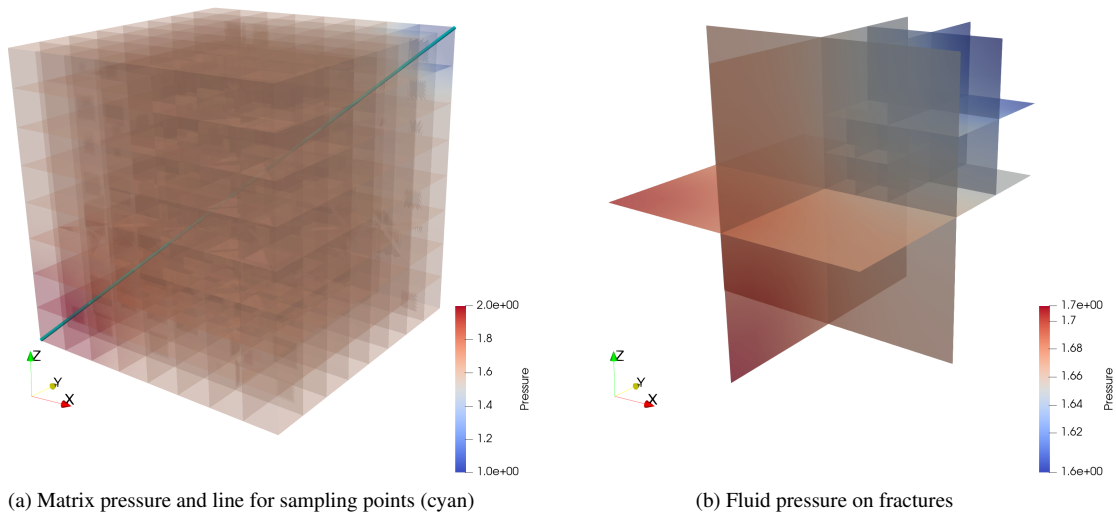 2.0e+00
1.8
1.6
1.4
1.2
1.0e+00
Pressure
Z
Y
X
1.7e+00
1.7
1.68
1.66
1.64
1.62
1.6e+00
Pressure
Z
Y
X
(a) Matrix pressure and line for sampling points (cyan)
(b) Fluid pressure on fractures